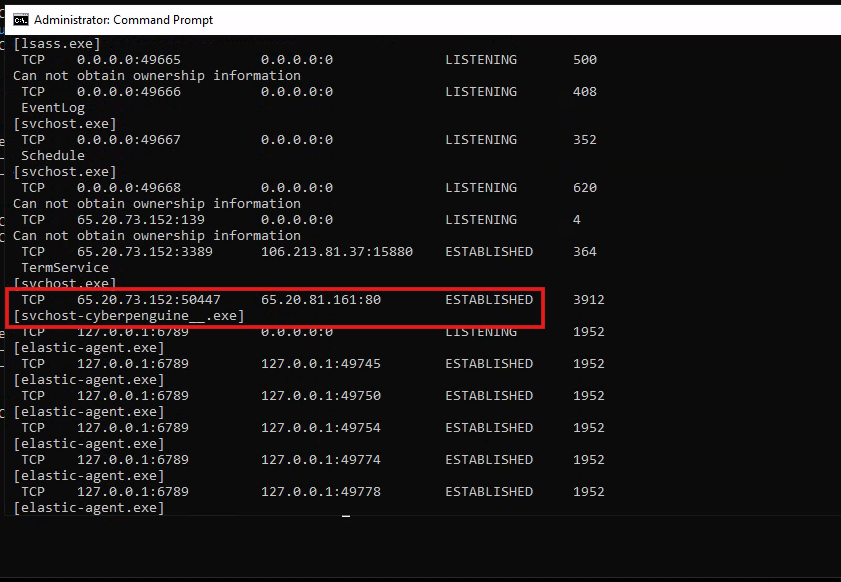 Administrator: Command Prompt
[lsass.exe]
TCP 0.0.0.0:49665 0.0.0.0:0 LISTENING 500
Can not obtain ownership information
TCP 0.0.0.0:49666 0.0.0.0:0 LISTENING 408
EventLog
[svchost.exe]
TCP 0.0.0.0:49667 0.0.0.0:0 LISTENING 352
Schedule
[svchost.exe]
TCP 0.0.0.0:49668 0.0.0.0:0 LISTENING 620
Can not obtain ownership information
TCP 65.20.73.152:139 0.0.0.0:0 LISTENING 4
Can not obtain ownership information
TCP 65.20.73.152:3389 106.213.81.37:15880 ESTABLISHED 364
TermService
[svchost.exe]
TCP 65.20.73.152:50447 65.20.81.161:80 ESTABLISHED 3912
[svchost-cyberpenguine__.exe]
TCP 127.0.0.1:6789 0.0.0.0:0 LISTENING 1952
[elastic-agent.exe]
TCP 127.0.0.1:6789 127.0.0.1:49745 ESTABLISHED 1952
[elastic-agent.exe]
TCP 127.0.0.1:6789 127.0.0.1:49750 ESTABLISHED 1952
[elastic-agent.exe]
TCP 127.0.0.1:6789 127.0.0.1:49754 ESTABLISHED 1952
[elastic-agent.exe]
TCP 127.0.0.1:6789 127.0.0.1:49774 ESTABLISHED 1952
[elastic-agent.exe]
TCP 127.0.0.1:6789 127.0.0.1:49778 ESTABLISHED 1952
[elastic-agent.exe]